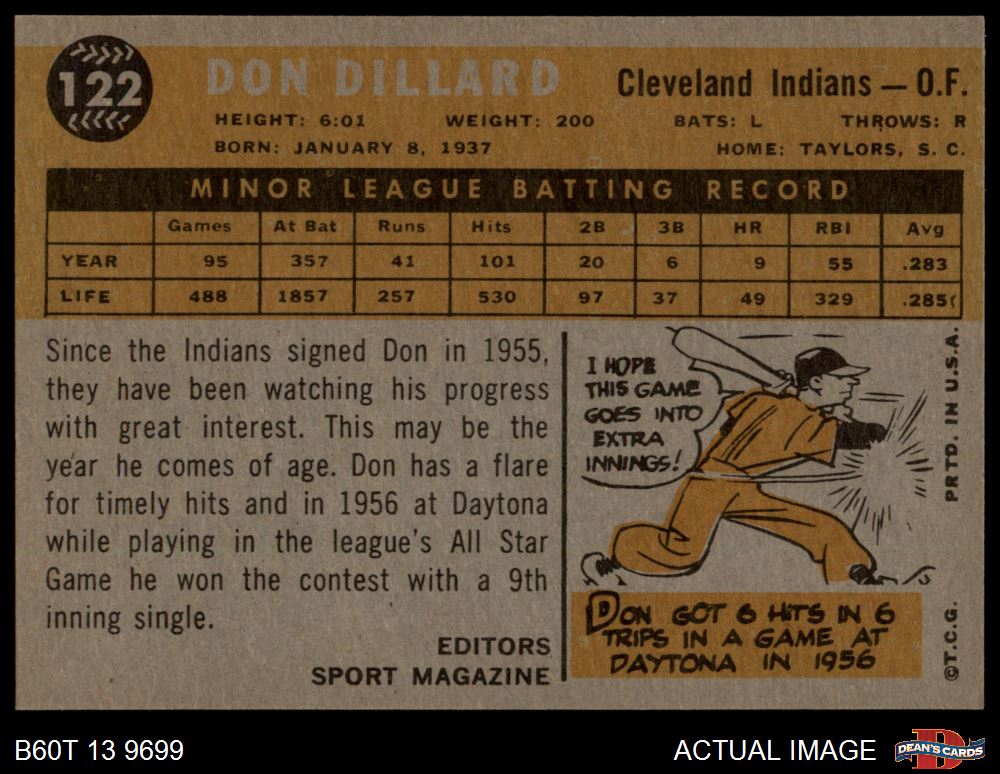 122
DON DILLARD
Cleveland Indians — O.F.
HEIGHT: 6:01 WEIGHT: 200 BATS: L THROWS: R
BORN: JANUARY 8, 1937 HOME: TAYLORS, S. C.
MINOR LEAGUE BATTING RECORD
Games At Bat Runs Hits 2B 3B HR RBI Avg
YEAR 95 357 41 101 20 6 9 55 .283
LIFE 488 1857 257 530 97 37 49 329 .285(
Since the Indians signed Don in 1955,
they have been watching his progress
with great interest. This may be the
year he comes of age. Don has a flare
for timely hits and in 1956 at Daytona
while playing in the league's All Star
Game he won the contest with a 9th
inning single.
EDITORS
SPORT MAGAZINE
I HOPE
THIS GAME
GOES INTO
EXTRA
INNINGS!
DON GOT 6 HITS IN 6
TRIPS IN A GAME AT
DAYTONA IN 1956
©T.C.G. PRTD. IN U.S.A.
B60T 13 9699
ACTUAL IMAGE
D
DEAN'S CARDS